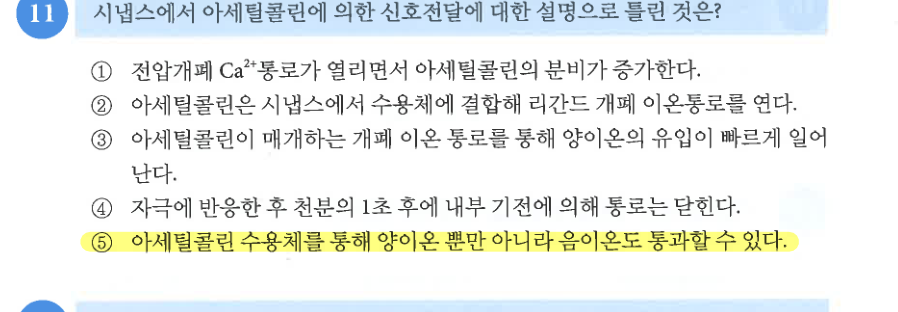 11 시냅스에서 아세틸콜린에 의한 신호전달에 대한 설명으로 틀린 것은?
① 전압개폐 Ca²⁺통로가 열리면서 아세틸콜린의 분비가 증가한다.
② 아세틸콜린은 시냅스에서 수용체에 결합해 리간드 개폐 이온통로를 연다.
③ 아세틸콜린이 매개하는 개폐 이온 통로를 통해 양이온의 유입이 빠르게 일어
난다.
④ 자극에 반응한 후 천분의 1초 후에 내부 기전에 의해 통로는 닫힌다.
⑤ 아세틸콜린 수용체를 통해 양이온 뿐만 아니라 음이온도 통과할 수 있다.